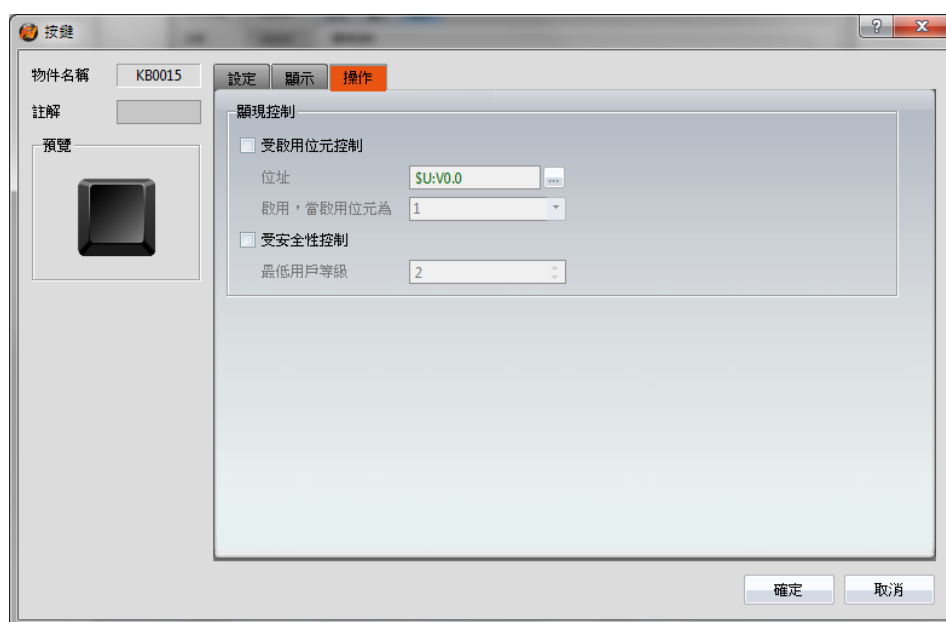 按鍵
物件名稱 KB0015
註解
預覽
設定 顯示 操作
顯現控制
受啟用位元控制
位址 $U:V0.0 ...
啟用，當啟用位元為 1
受安全性控制
最低用戶等級 2
確定 取消